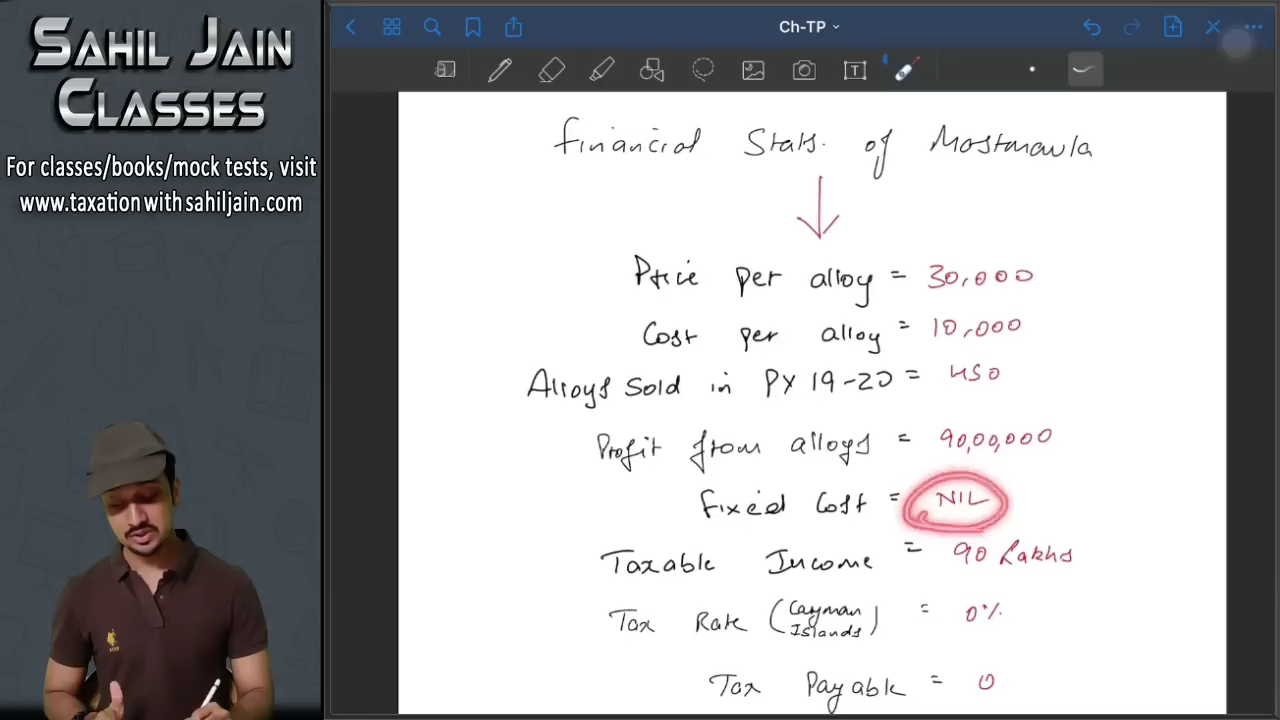 SAHIL JAIN
CLASSES
For classes/books/mock tests, visit
www.taxationwithsahiljain.com
Ch-TP
T
Financial Stats. of Mastmaula
Price per alloy = 30,000
Cost per alloy = 10,000
Alloys Sold in PY 19-20 = 450
Profit from alloys = 90,00,000
Fixed Cost = NIL
Taxable Income = 90 Lakhs
Tax Rate (Cayman Islands) = 0%
Tax Payable = 0